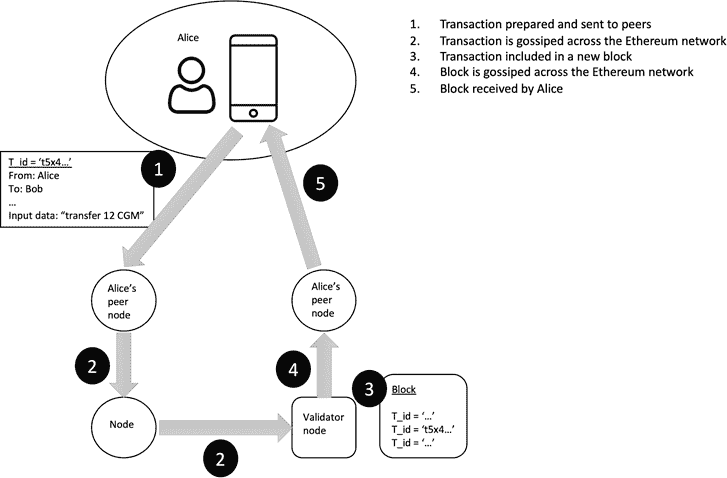 Alice
1. Transaction prepared and sent to peers
2. Transaction is gossiped across the Ethereum network
3. Transaction included in a new block
4. Block is gossiped across the Ethereum network
5. Block received by Alice
T_id = ‘t5x4…’
From: Alice
To: Bob
…
Input data: “transfer 12 CGM”
1
5
Alice’s
peer
node
Alice’s
peer
node
2
4
3
Node
Validator
node
2
Block
T_id = ‘…’
T_id = ‘t5x4…’
T_id = ‘…’